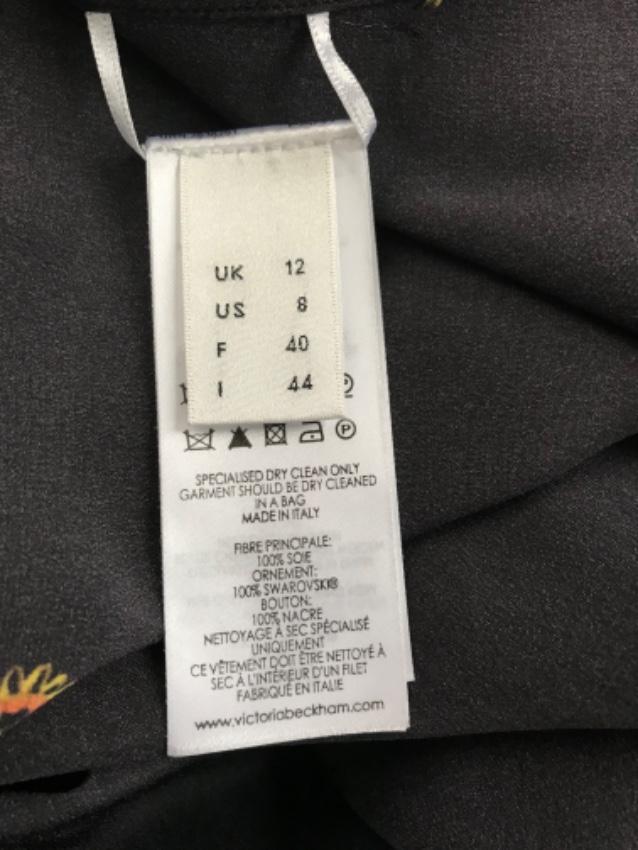 UK 12
US 8
F 40
I 44
P
SPECIALISED DRY CLEAN ONLY
GARMENT SHOULD BE DRY CLEANED
IN A BAG
MADE IN ITALY
FIBRE PRINCIPALE:
100% SOIE
ORNEMENT:
100% SWAROVSKI®
BOUTON:
100% NACRE
NETTOYAGE À SEC SPÉCIALISÉ
UNIQUEMENT
CE VÊTEMENT DOIT ÊTRE NETTOYÉ À
SEC À L'INTÉRIEUR D'UN FILET
FABRIQUÉ EN ITALIE
www.victoriabeckham.com